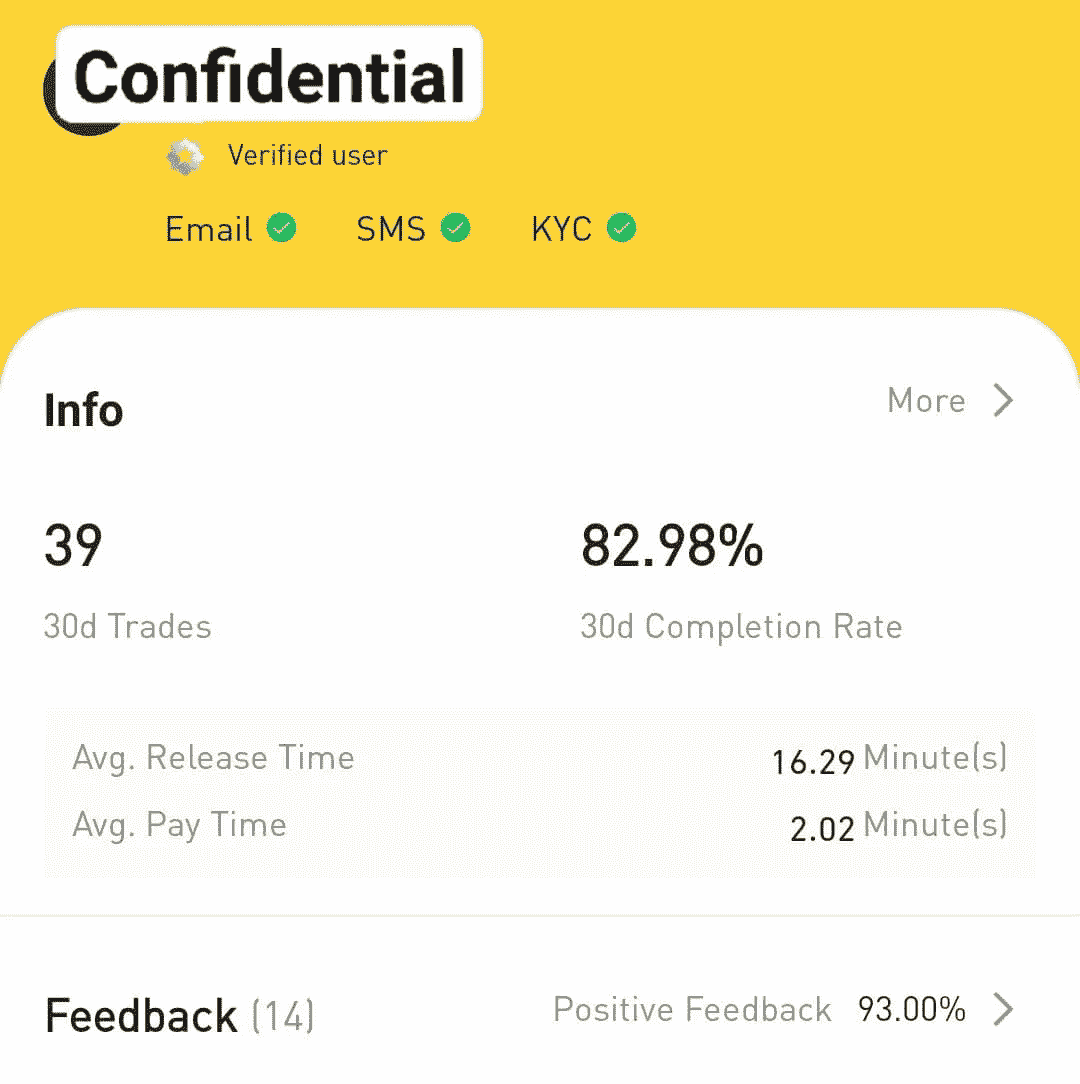 Confidential
Verified user
Email SMS KYC
Info More
39 82.98%
30d Trades 30d Completion Rate
Avg. Release Time 16.29 Minute(s)
Avg. Pay Time 2.02 Minute(s)
Feedback (14) Positive Feedback 93.00%